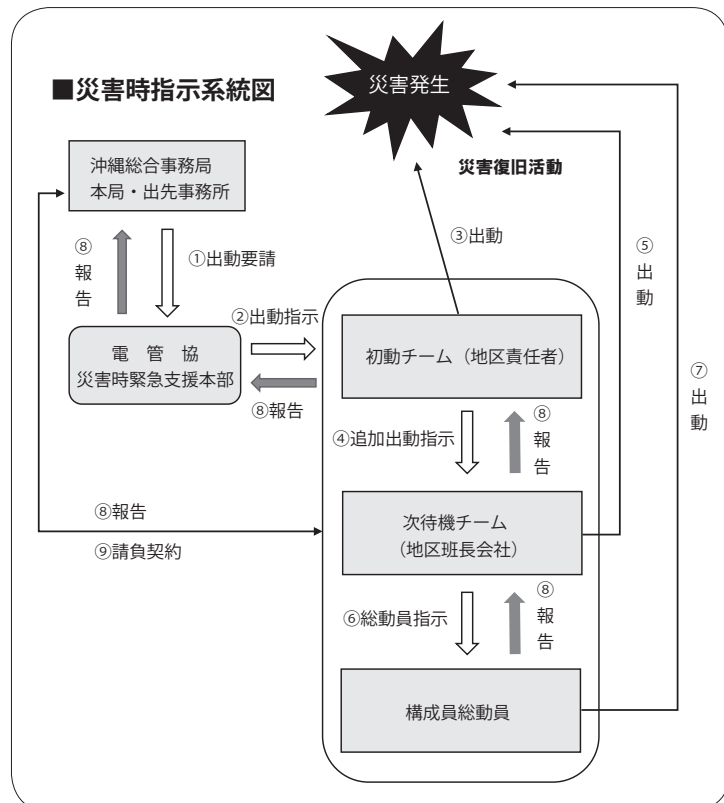 ■災害時指示系統図
災害発生
災害復旧活動
沖縄総合事務局
本局・出先事務所
⑧報告
①出動要請
③出動
⑤出動
②出動指示
電　管　協
災害時緊急支援本部
⑧報告
初動チーム（地区責任者）
⑦出動
④追加出動指示
⑧報告
⑧報告
⑨請負契約
次待機チーム
（地区班長会社）
⑥総動員指示
⑧報告
構成員総動員